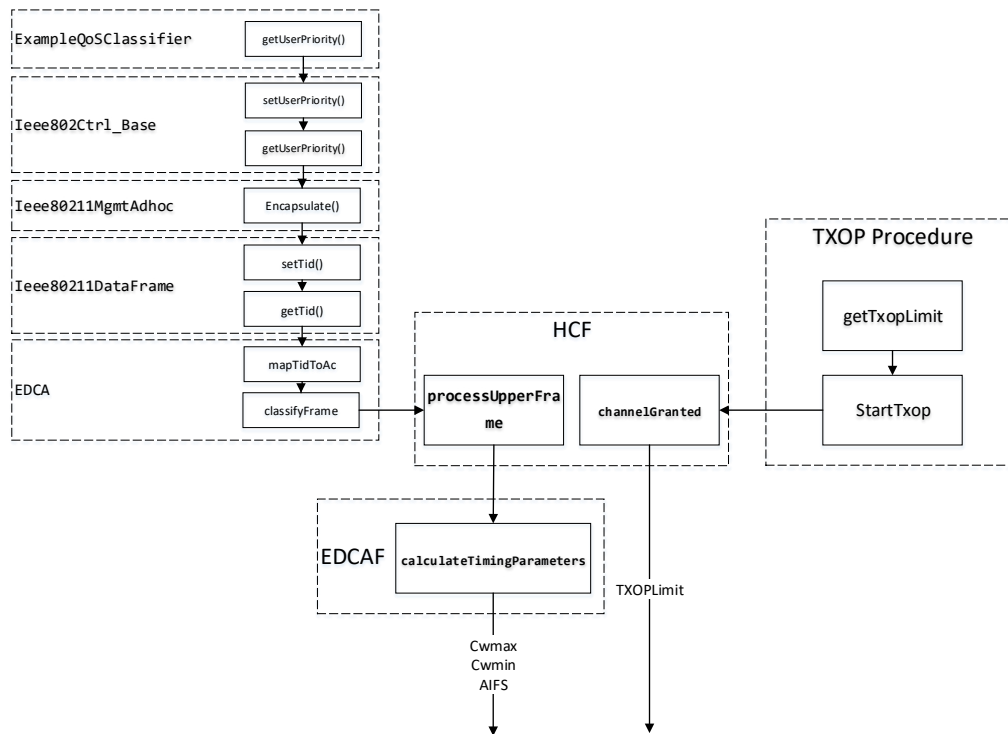 ExampleQoSClassifier
getUserPriority()
Ieee802Ctrl_Base
setUserPriority()
getUserPriority()
Ieee80211MgmtAdhoc
Encapsulate()
Ieee80211DataFrame
setTid()
getTid()
EDCA
mapTidToAc
classifyFrame
HCF
processUpperFra
me
channelGranted
TXOP Procedure
getTxopLimit
StartTxop
EDCAF
calculateTimingParameters
TXOPLimit
Cwmax
Cwmin
AIFS